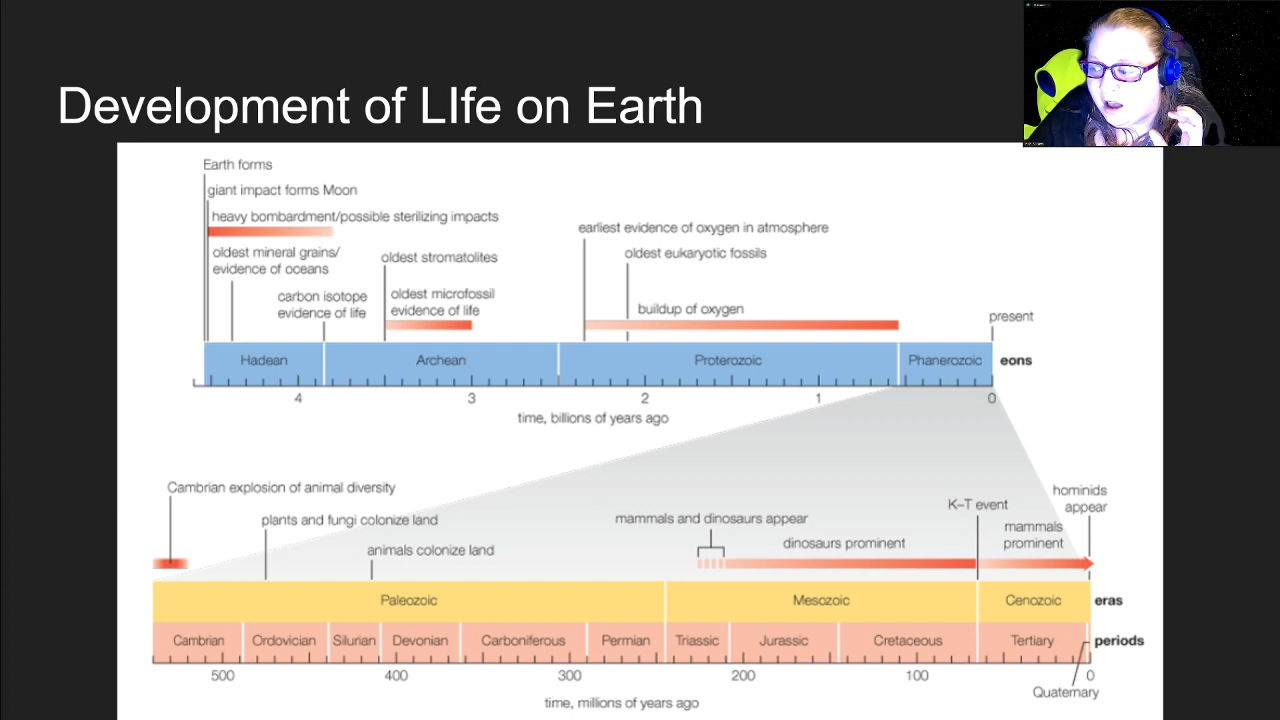 Development of LIfe on Earth
Earth forms
giant impact forms Moon
heavy bombardment/possible sterilizing impacts
oldest mineral grains/
evidence of oceans
carbon isotope
evidence of life
oldest stromatolites
oldest microfossil
evidence of life
earliest evidence of oxygen in atmosphere
oldest eukaryotic fossils
buildup of oxygen
present
Hadean Archean Proterozoic Phanerozoic eons
4 3 2 1 0
time, billions of years ago
Cambrian explosion of animal diversity
plants and fungi colonize land
animals colonize land
mammals and dinosaurs appear
dinosaurs prominent
K–T event
mammals
prominent
hominids
appear
Paleozoic Mesozoic Cenozoic eras
Cambrian Ordovician Silurian Devonian Carboniferous Permian Triassic Jurassic Cretaceous Tertiary periods
500 400 300 200 100 0
Quaternary
time, millions of years ago